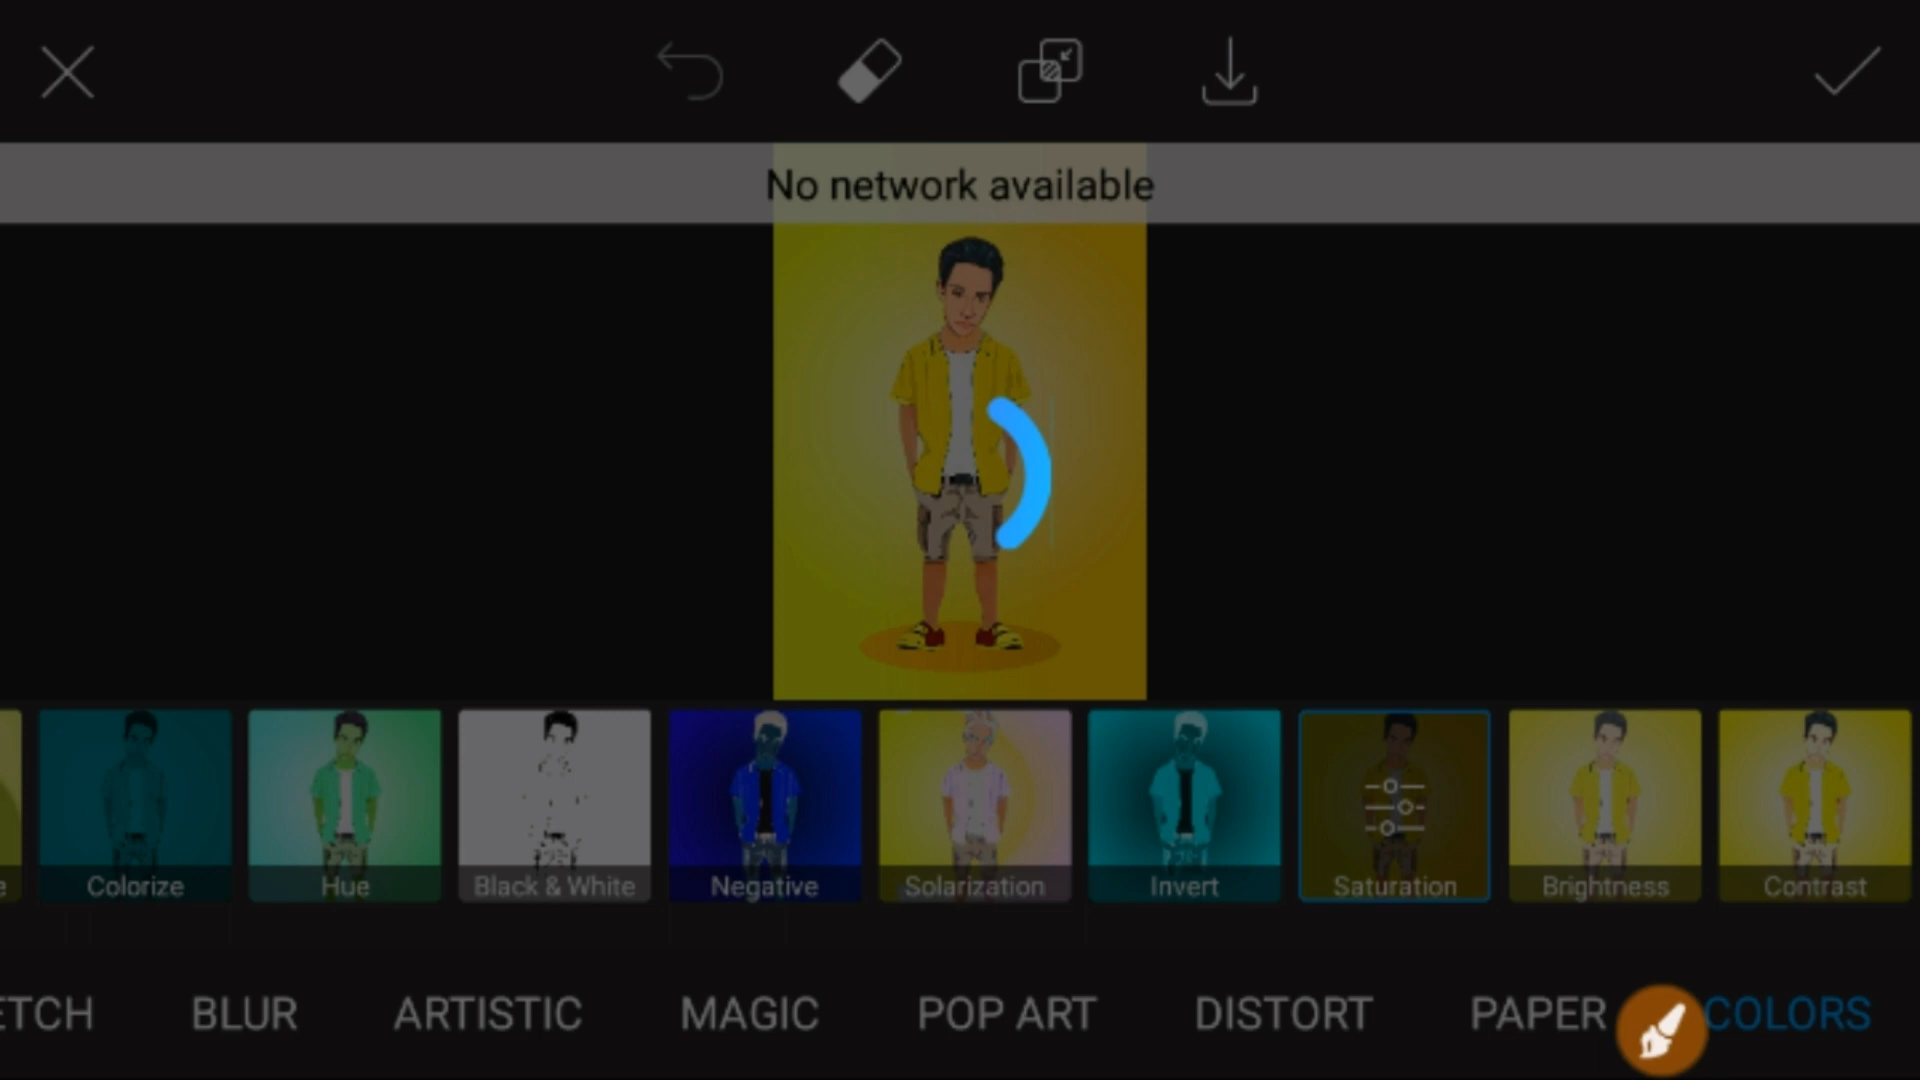 No network available
e
Colorize
Hue
Black & White
Negative
Solarization
Invert
Saturation
Brightness
Contrast
ETCH
BLUR
ARTISTIC
MAGIC
POP ART
DISTORT
PAPER
COLORS